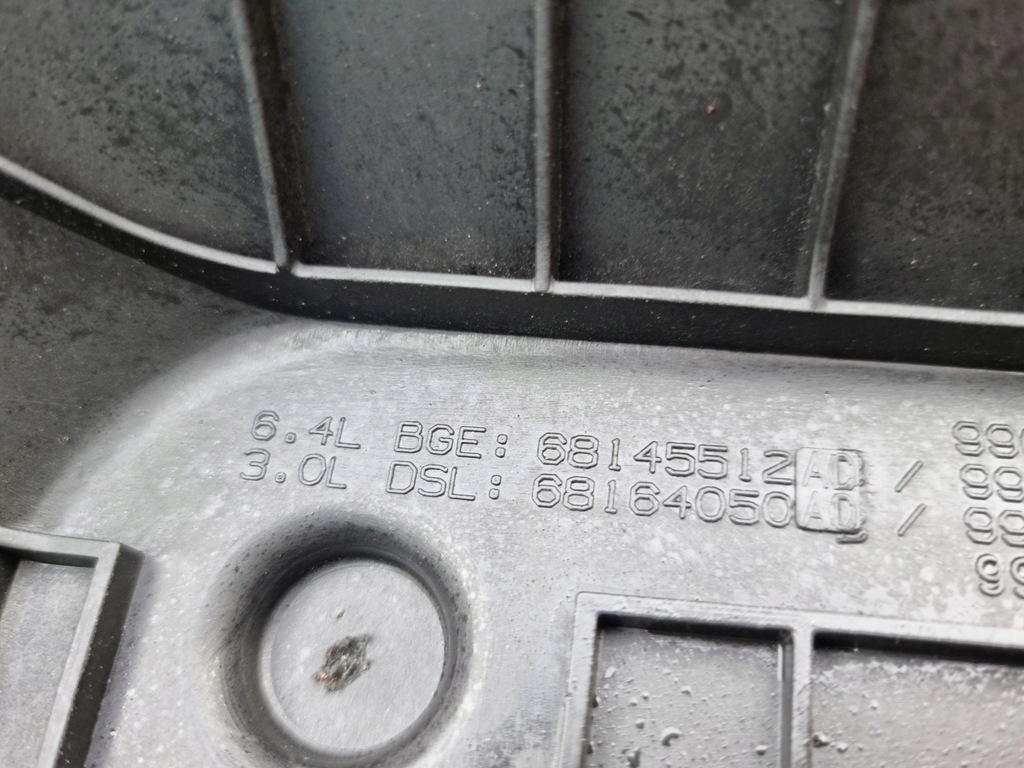 6.4L BGE: 68145512AD /
3.0L DSL: 68164050AD /